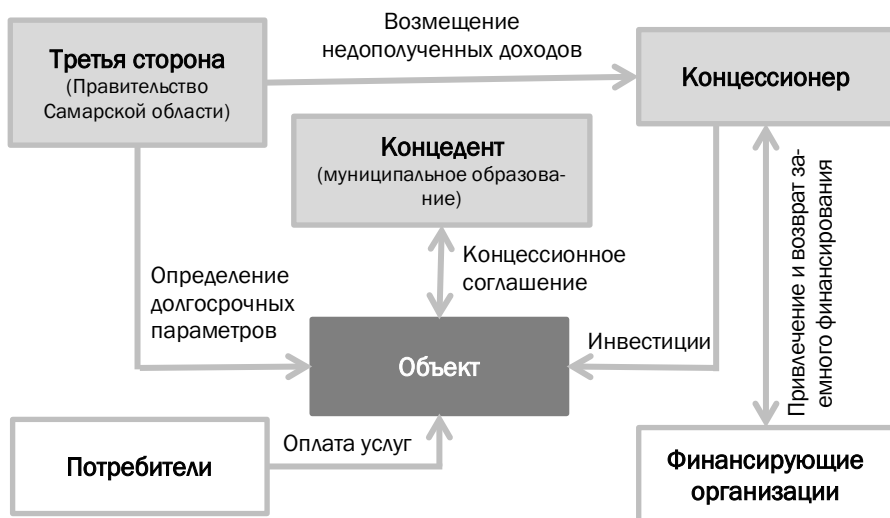 Возмещение
недополученных доходов
Третья сторона
(Правительство
Самарской области)
Концессионер
Концедент
(муниципальное образова-
ние)
Привлечение и возврат за-
емного финансирования
Концессионное
соглашение
Определение
долгосрочных
параметров
Инвестиции
Объект
Оплата услуг
Потребители
Финансирующие
организации